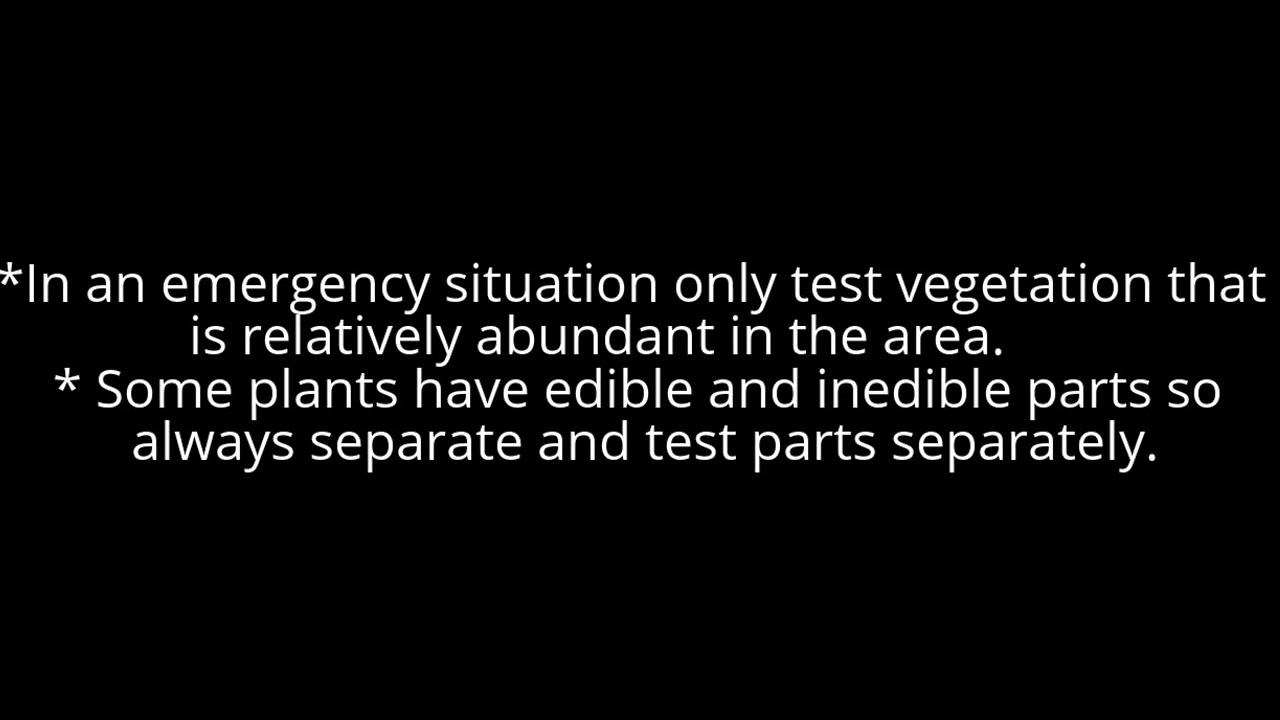 *In an emergency situation only test vegetation that
is relatively abundant in the area.
* Some plants have edible and inedible parts so
always separate and test parts separately.